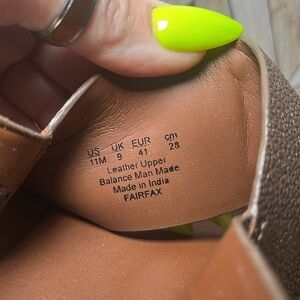 US UK EUR cm
11M 9 41 28
Leather Upper
Balance Man Made
Made in India
FAIRFAX